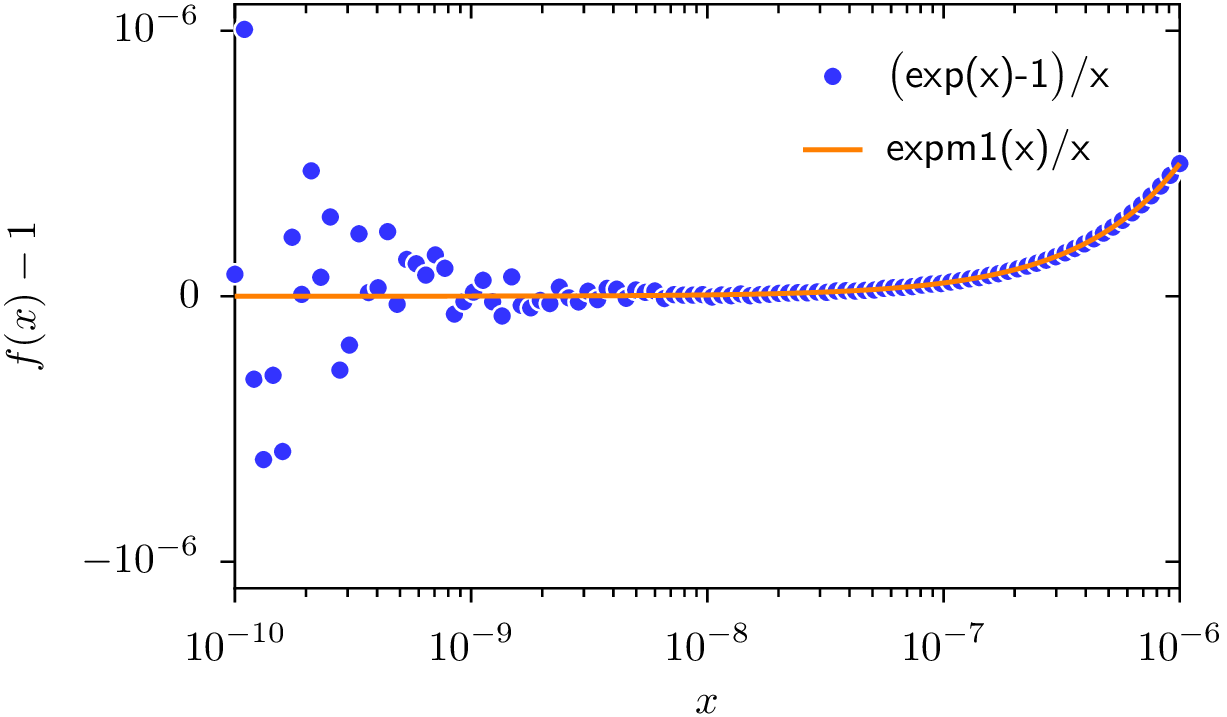 10⁻⁶
(exp(x)-1)/x
expm1(x)/x
f(x) − 1
0
−10⁻⁶
10⁻¹⁰ 10⁻⁹ 10⁻⁸ 10⁻⁷ 10⁻⁶
x